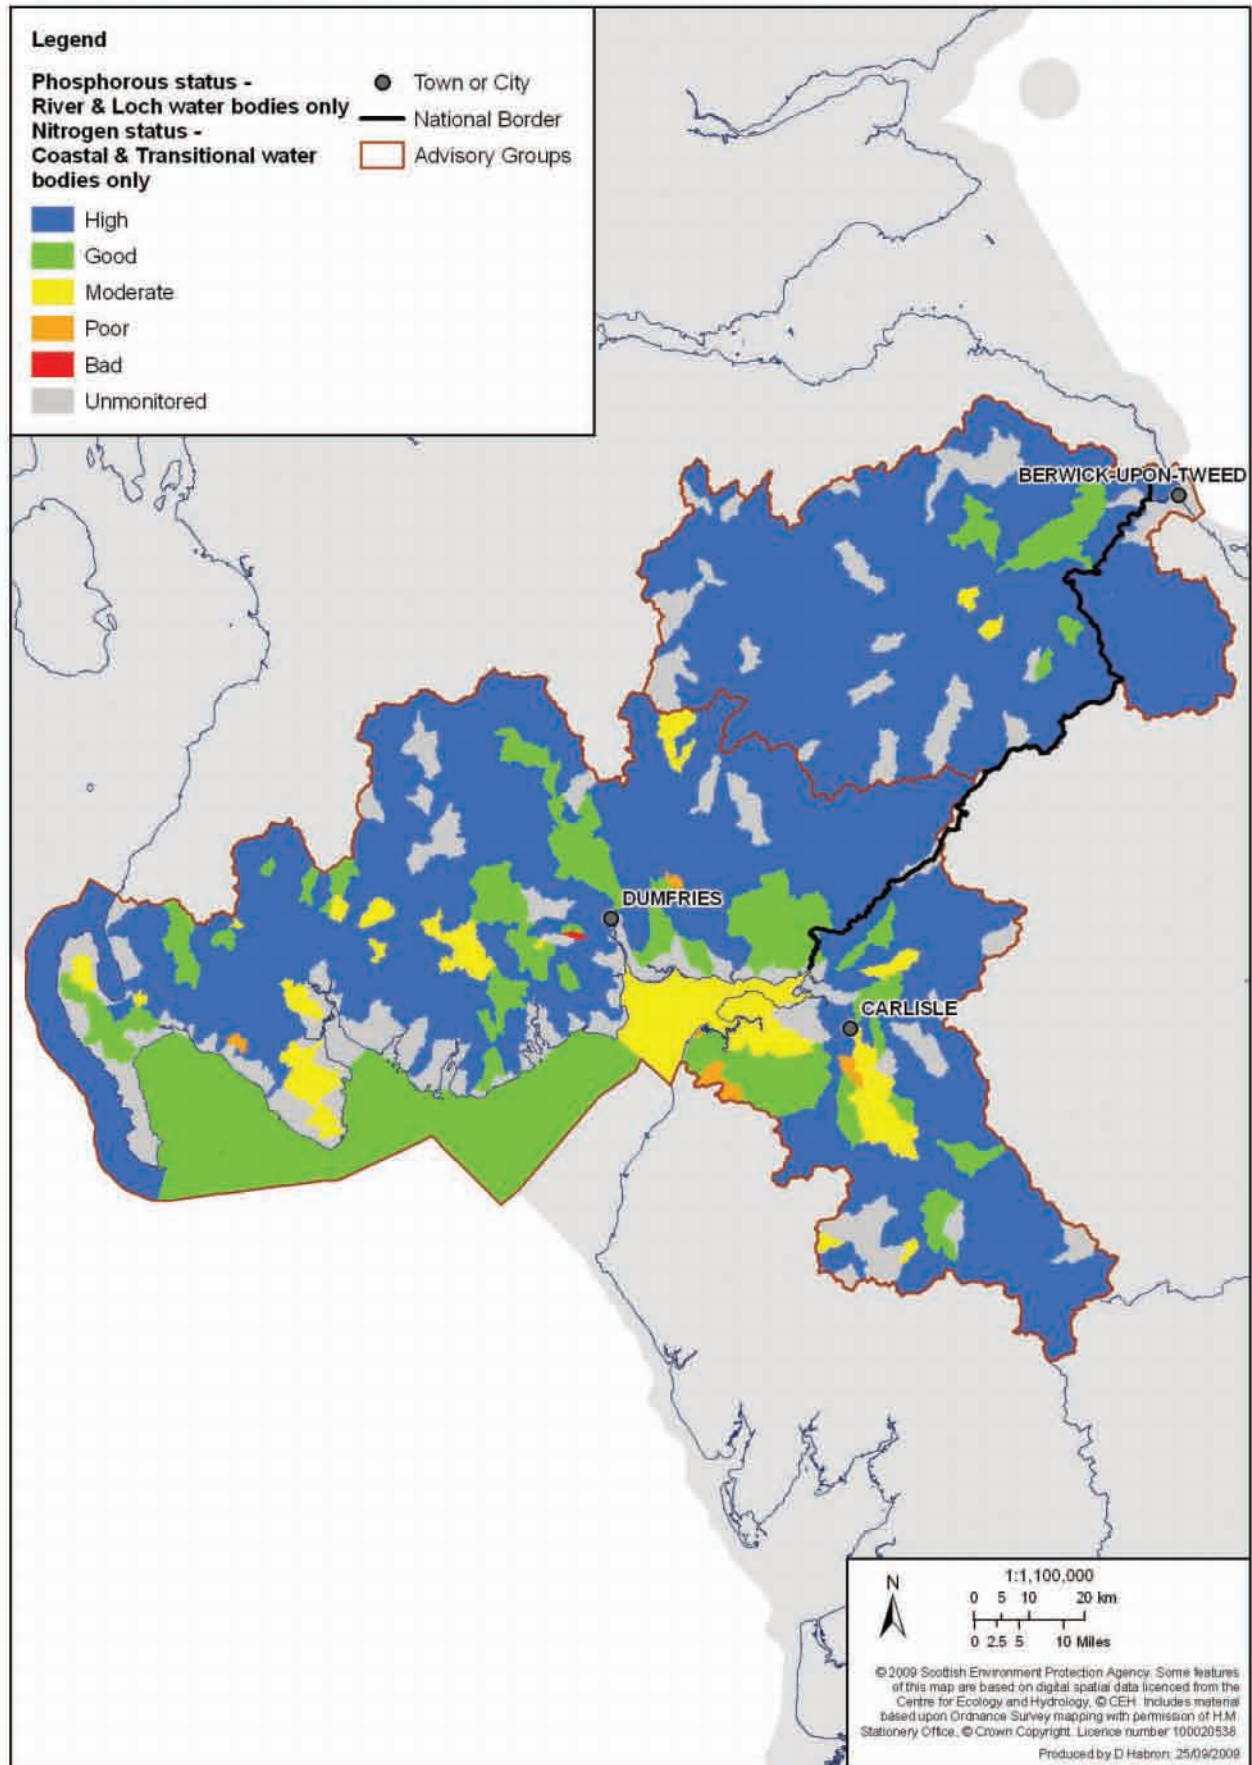 Legend
Phosphorous status -
River & Loch water bodies only
Nitrogen status -
Coastal & Transitional water
bodies only
High
Good
Moderate
Poor
Bad
Unmonitored
Town or City
National Border
Advisory Groups
BERWICK-UPON-TWEED
DUMFRIES
CARLISLE
N
1:1,100,000
0 5 10 20 km
0 2.5 5 10 Miles
© 2009 Scottish Environment Protection Agency. Some features
of this map are based on digital spatial data licenced from the
Centre for Ecology and Hydrology, © CEH. Includes material
based upon Ordnance Survey mapping with permission of H.M.
Stationery Office, © Crown Copyright. Licence number 100020538.
Produced by D Habron: 25/09/2009